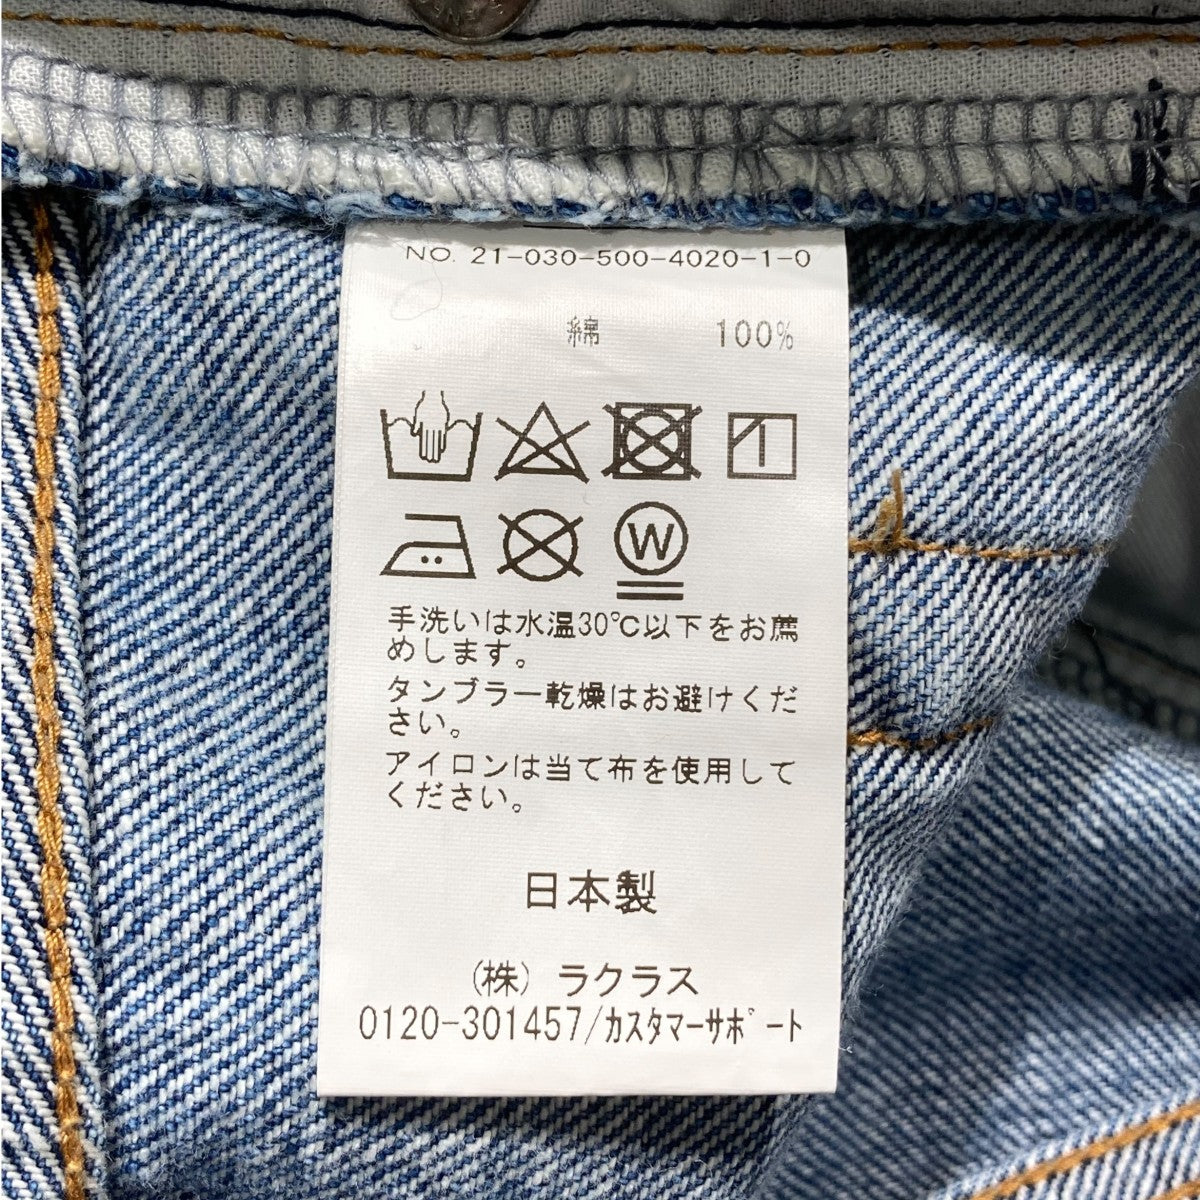 NO. 21-030-500-4020-1-0
綿 100%
W
手洗いは水温30℃以下をお薦
めします。
タンブラー乾燥はお避けくだ
さい。
アイロンは当て布を使用して
ください。
日本製
(株) ラクラス
0120-301457/カスタマーサポート